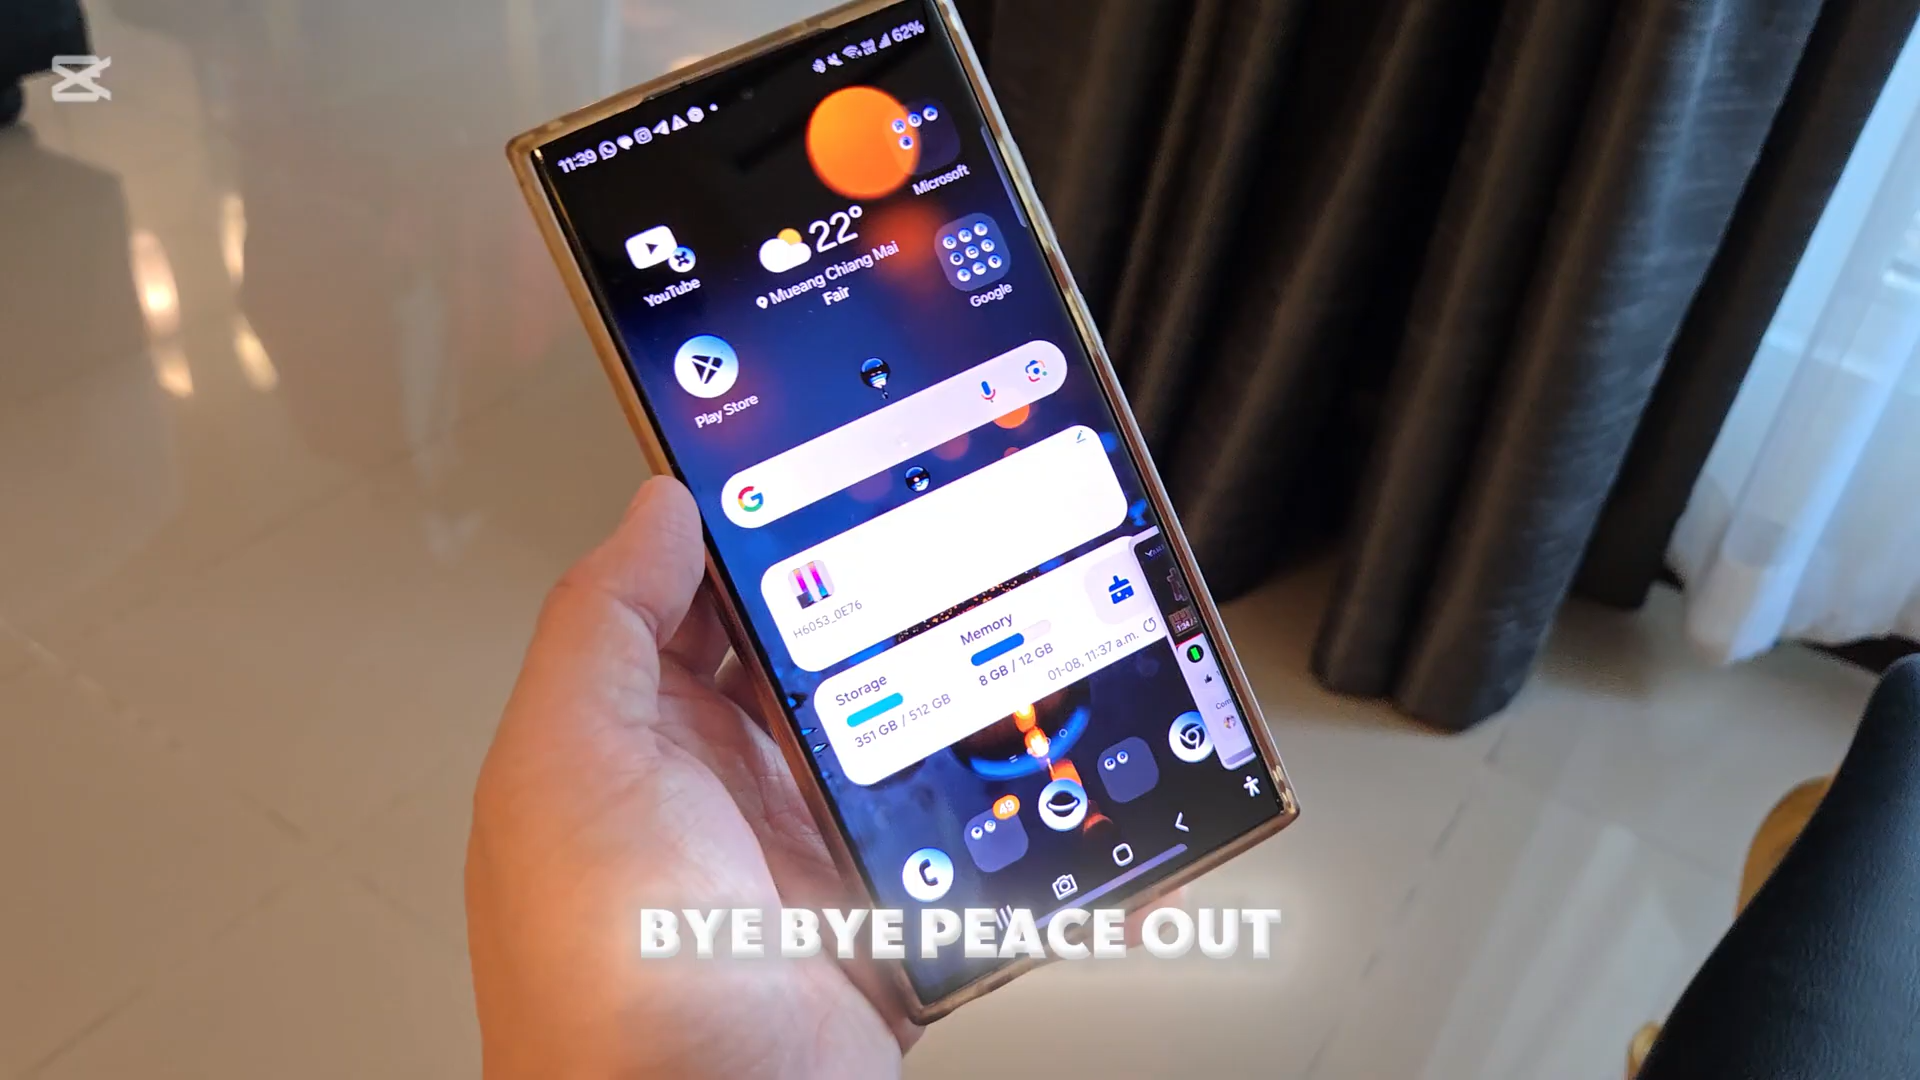 11:39
62%
Microsoft
YouTube
22°
Mueang Chiang Mai
Fair
Google
Play Store
H6053_0E76
Memory
8 GB / 12 GB
Storage
351 GB / 512 GB
01-08, 11:37 a.m.
49
BYE BYE PEACE OUT